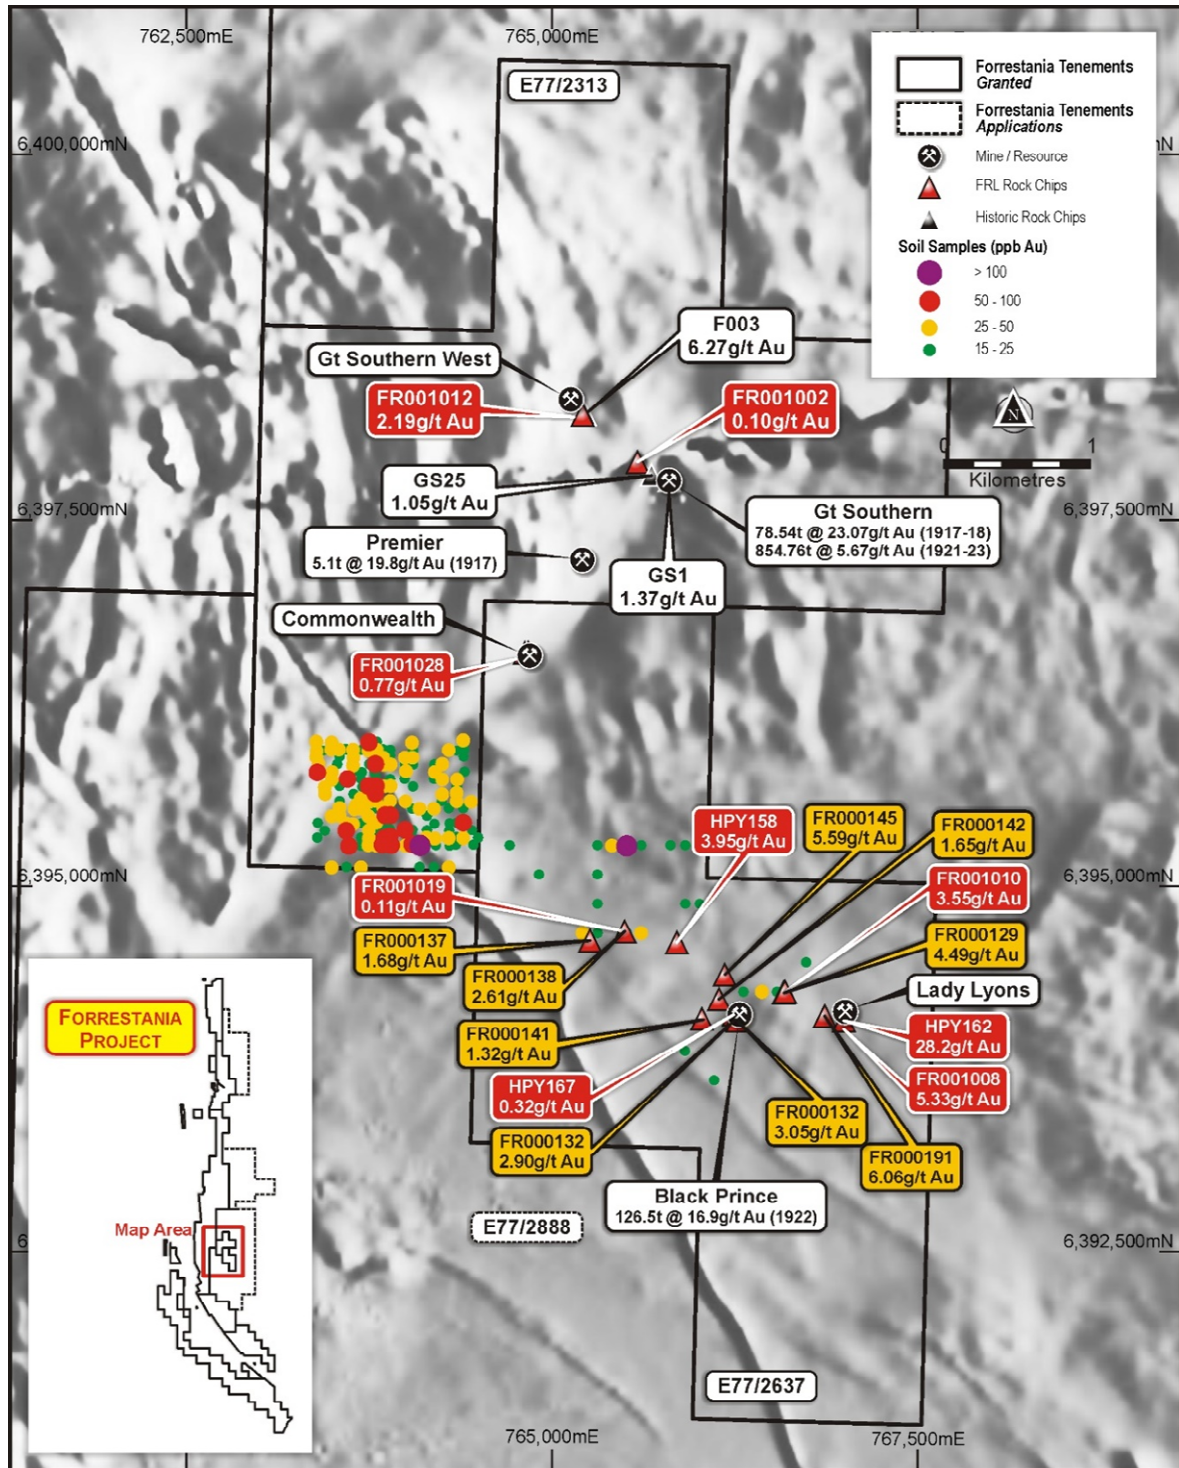 762,500mE
765,000mE
E77/2313
Forrestania Tenements
Granted
Forrestania Tenements
Applications
Mine / Resource
FRL Rock Chips
Historic Rock Chips
Soil Samples (ppb Au)
> 100
50 - 100
25 - 50
15 - 25
6,400,000mN
mN
F003
6.27g/t Au
Gt Southern West
FR001012
2.19g/t Au
FR001002
0.10g/t Au
N
0
1
Kilometres
GS25
1.05g/t Au
6,397,500mN
6,397,500mN
Gt Southern
78.54t @ 23.07g/t Au (1917-18)
854.76t @ 5.67g/t Au (1921-23)
Premier
5.1t @ 19.8g/t Au (1917)
GS1
1.37g/t Au
Commonwealth
FR001028
0.77g/t Au
HPY158
3.95g/t Au
FR000145
5.59g/t Au
FR000142
1.65g/t Au
6,395,000mN
6,395,000mN
FR001019
0.11g/t Au
FR001010
3.55g/t Au
FR000137
1.68g/t Au
FR000129
4.49g/t Au
FR000138
2.61g/t Au
Lady Lyons
FORRESTANIA
PROJECT
FR000141
1.32g/t Au
HPY162
28.2g/t Au
HPY167
0.32g/t Au
FR001008
5.33g/t Au
FR000132
3.05g/t Au
FR000132
2.90g/t Au
FR000191
6.06g/t Au
Black Prince
126.5t @ 16.9g/t Au (1922)
Map Area
E77/2888
6
6,392,500mN
E77/2637
765,000mE
767,500mE